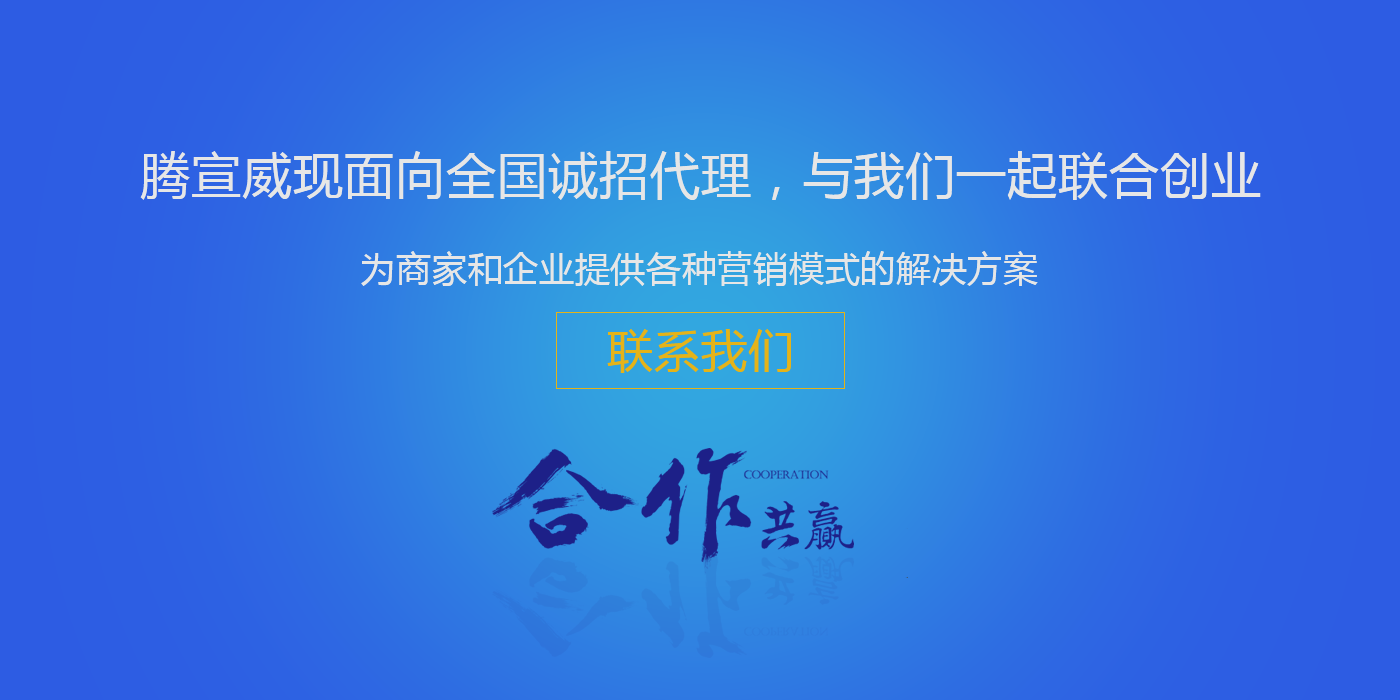 腾宣威现面向全国诚招代理，与我们一起联合创业
为商家和企业提供各种营销模式的解决方案
联系我们
合作共赢
COOPERATION